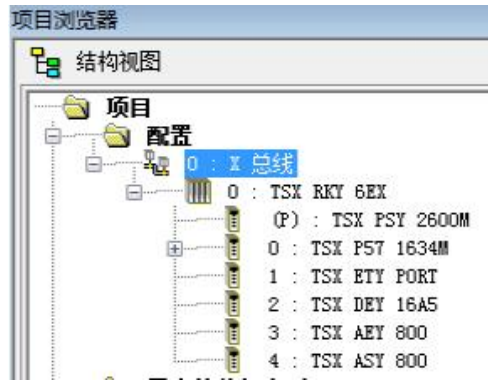 项目浏览器
结构视图
项目
配置
0 : X 总线
0 : TSX RKY 6EX
(P) : TSX PSY 2600M
0 : TSX P57 1634M
1 : TSX ETY PORT
2 : TSX DEY 16A5
3 : TSX AEY 800
4 : TSX ASY 800